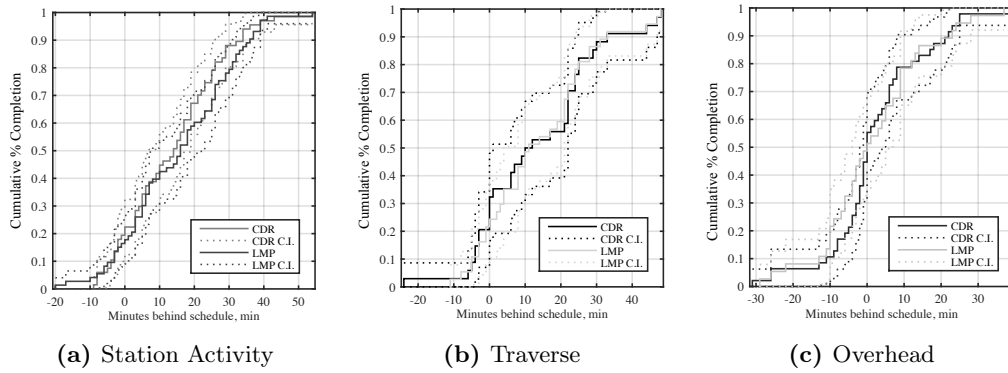 Cumulative % Completion
1
0.9
0.8
0.7
0.6
0.5
0.4
0.3
0.2
0.1
0
-20 -10 0 10 20 30 40 50
Minutes behind schedule, min
CDR
CDR C.I.
LMP
LMP C.I.
(a) Station Activity
Cumulative % Completion
1
0.9
0.8
0.7
0.6
0.5
0.4
0.3
0.2
0.1
0
-20 -10 0 10 20 30 40
Minutes behind schedule, min
CDR
CDR C.I.
LMP
LMP C.I.
(b) Traverse
Cumulative % Completion
1
0.9
0.8
0.7
0.6
0.5
0.4
0.3
0.2
0.1
0
-30 -20 -10 0 10 20 30
Minutes behind schedule, min
CDR
CDR C.I.
LMP
LMP C.I.
(c) Overhead